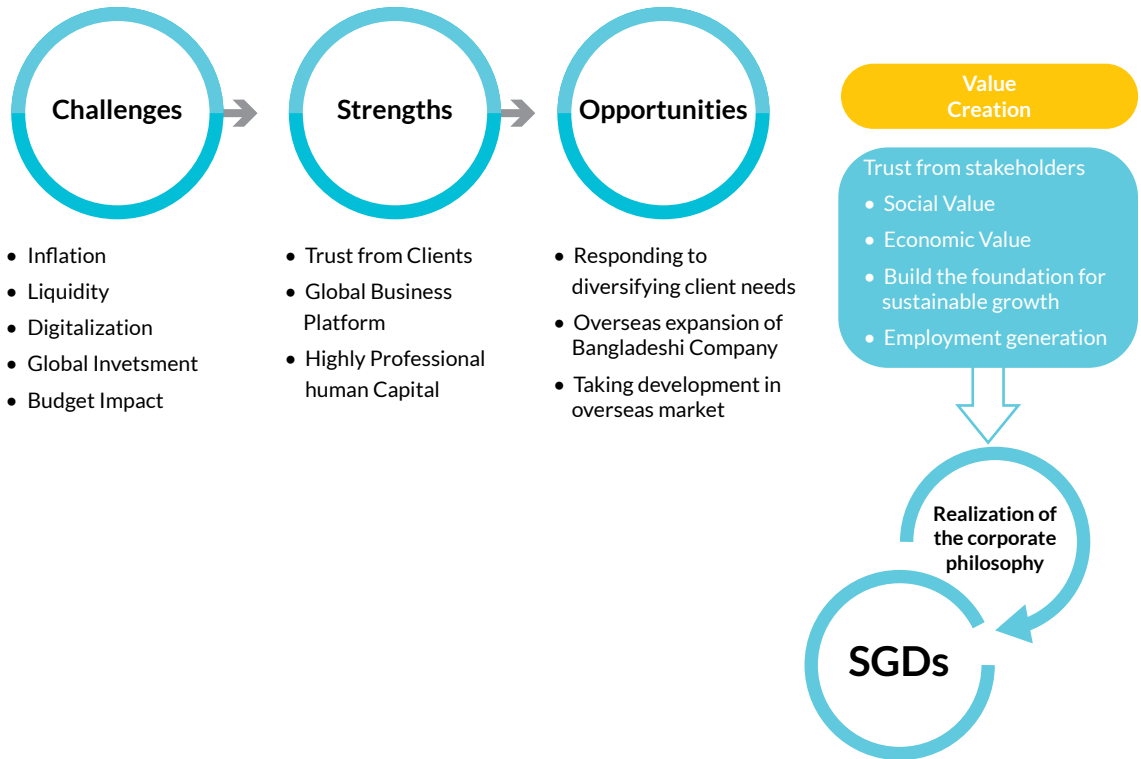 Challenges
• Inflation
• Liquidity
• Digitalization
• Global Invetsment
• Budget Impact
Strengths
• Trust from Clients
• Global Business
Platform
• Highly Professional
human Capital
Opportunities
• Responding to
diversifying client needs
• Overseas expansion of
Bangladeshi Company
• Taking development in
overseas market
Value
Creation
Trust from stakeholders
• Social Value
• Economic Value
• Build the foundation for
sustainable growth
• Employment generation
Realization of
the corporate
philosophy
SGDs